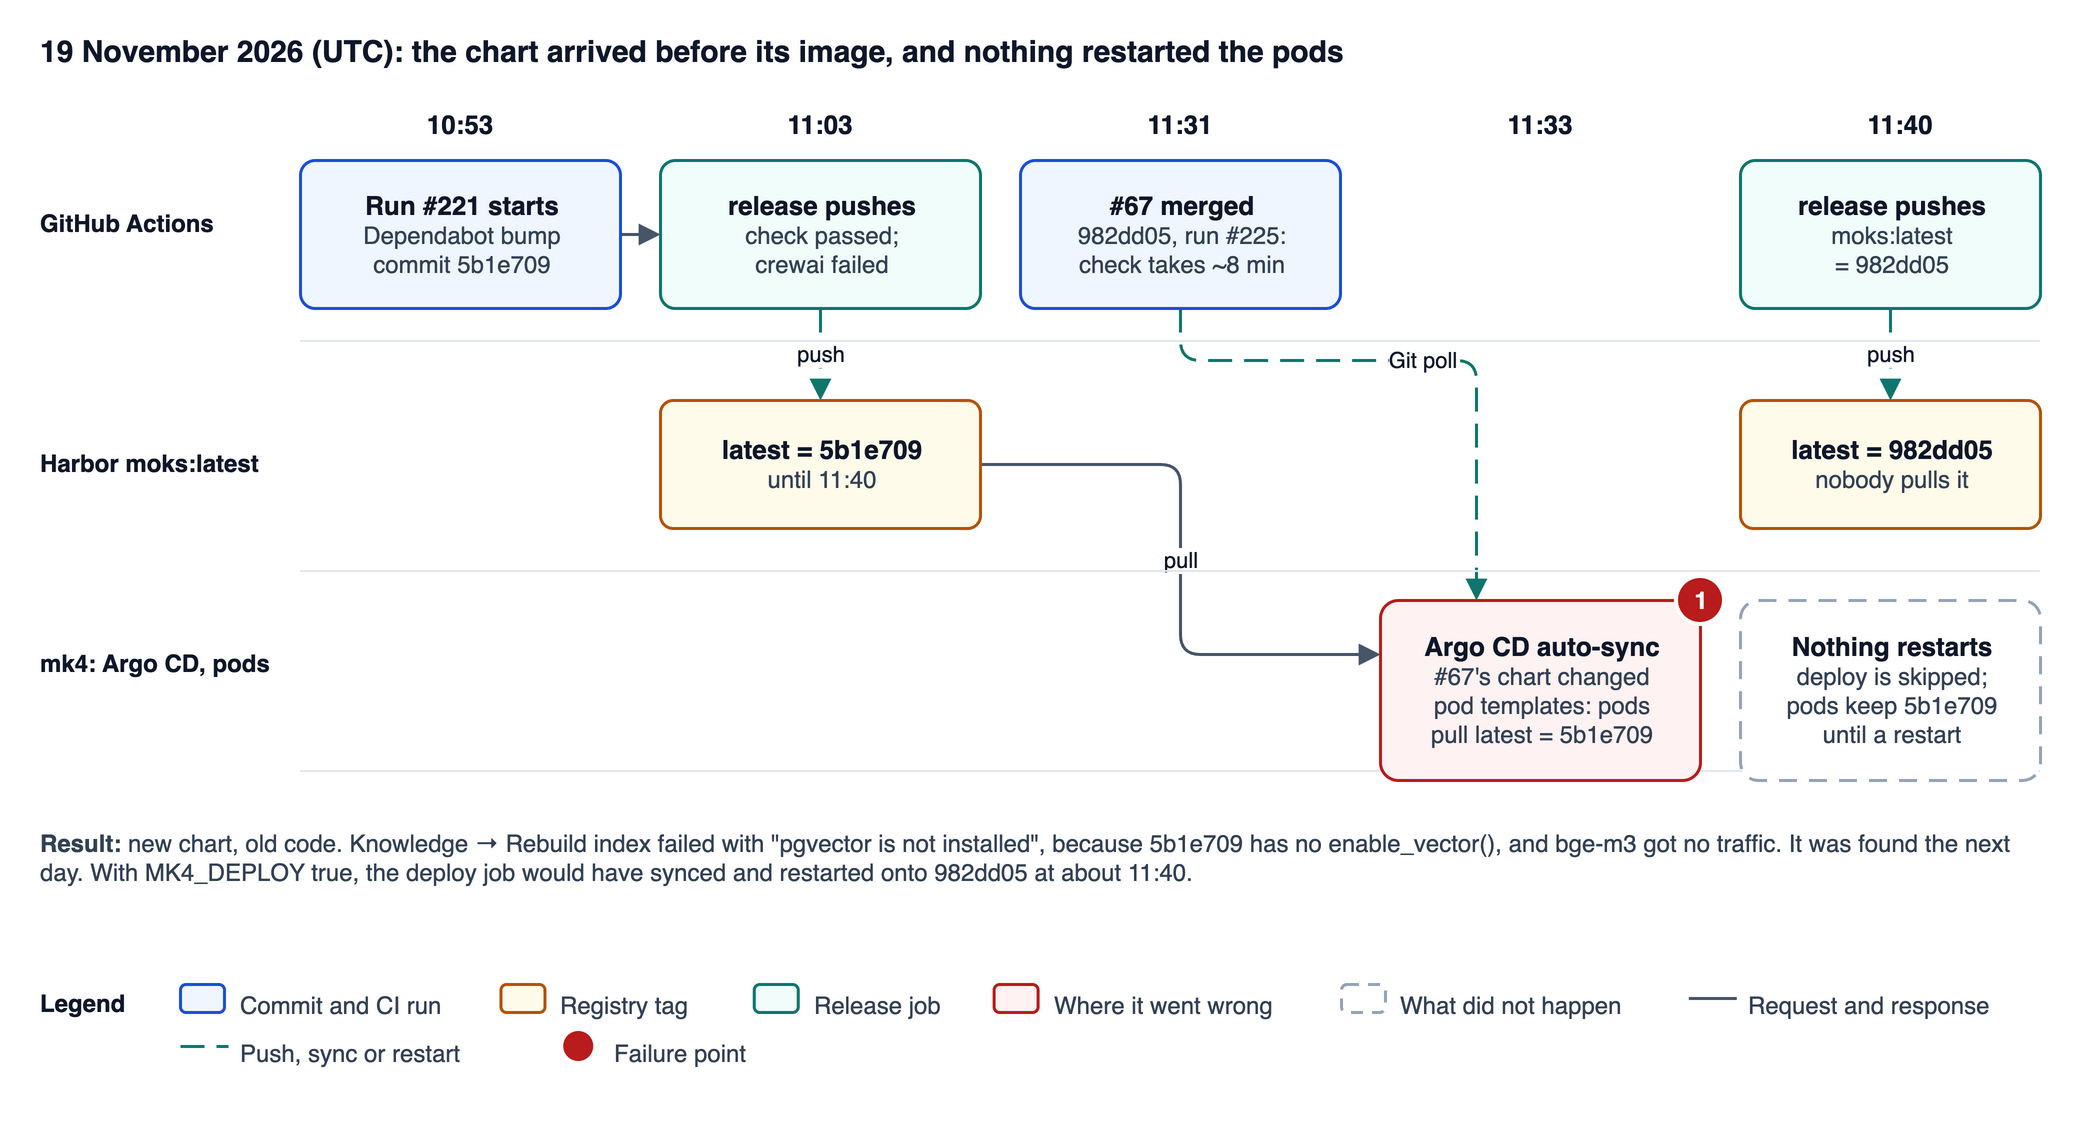 19 November 2026 (UTC): the chart arrived before its image, and nothing restarted the pods
10:53
11:03
11:31
11:33
11:40
GitHub Actions
Run #221 starts
Dependabot bump
commit 5b1e709
release pushes
check passed;
crewai failed
#67 merged
982dd05, run #225:
check takes ~8 min
release pushes
moks:latest
= 982dd05
push
Git poll
push
Harbor moks:latest
latest = 5b1e709
until 11:40
latest = 982dd05
nobody pulls it
pull
mk4: Argo CD, pods
1
Argo CD auto-sync
#67's chart changed
pod templates: pods
pull latest = 5b1e709
Nothing restarts
deploy is skipped;
pods keep 5b1e709
until a restart
Result: new chart, old code. Knowledge → Rebuild index failed with "pgvector is not installed", because 5b1e709 has no enable_vector(), and bge-m3 got no traffic. It was found the next
day. With MK4_DEPLOY true, the deploy job would have synced and restarted onto 982dd05 at about 11:40.
Legend
Commit and CI run
Registry tag
Release job
Where it went wrong
What did not happen
Request and response
Push, sync or restart
Failure point